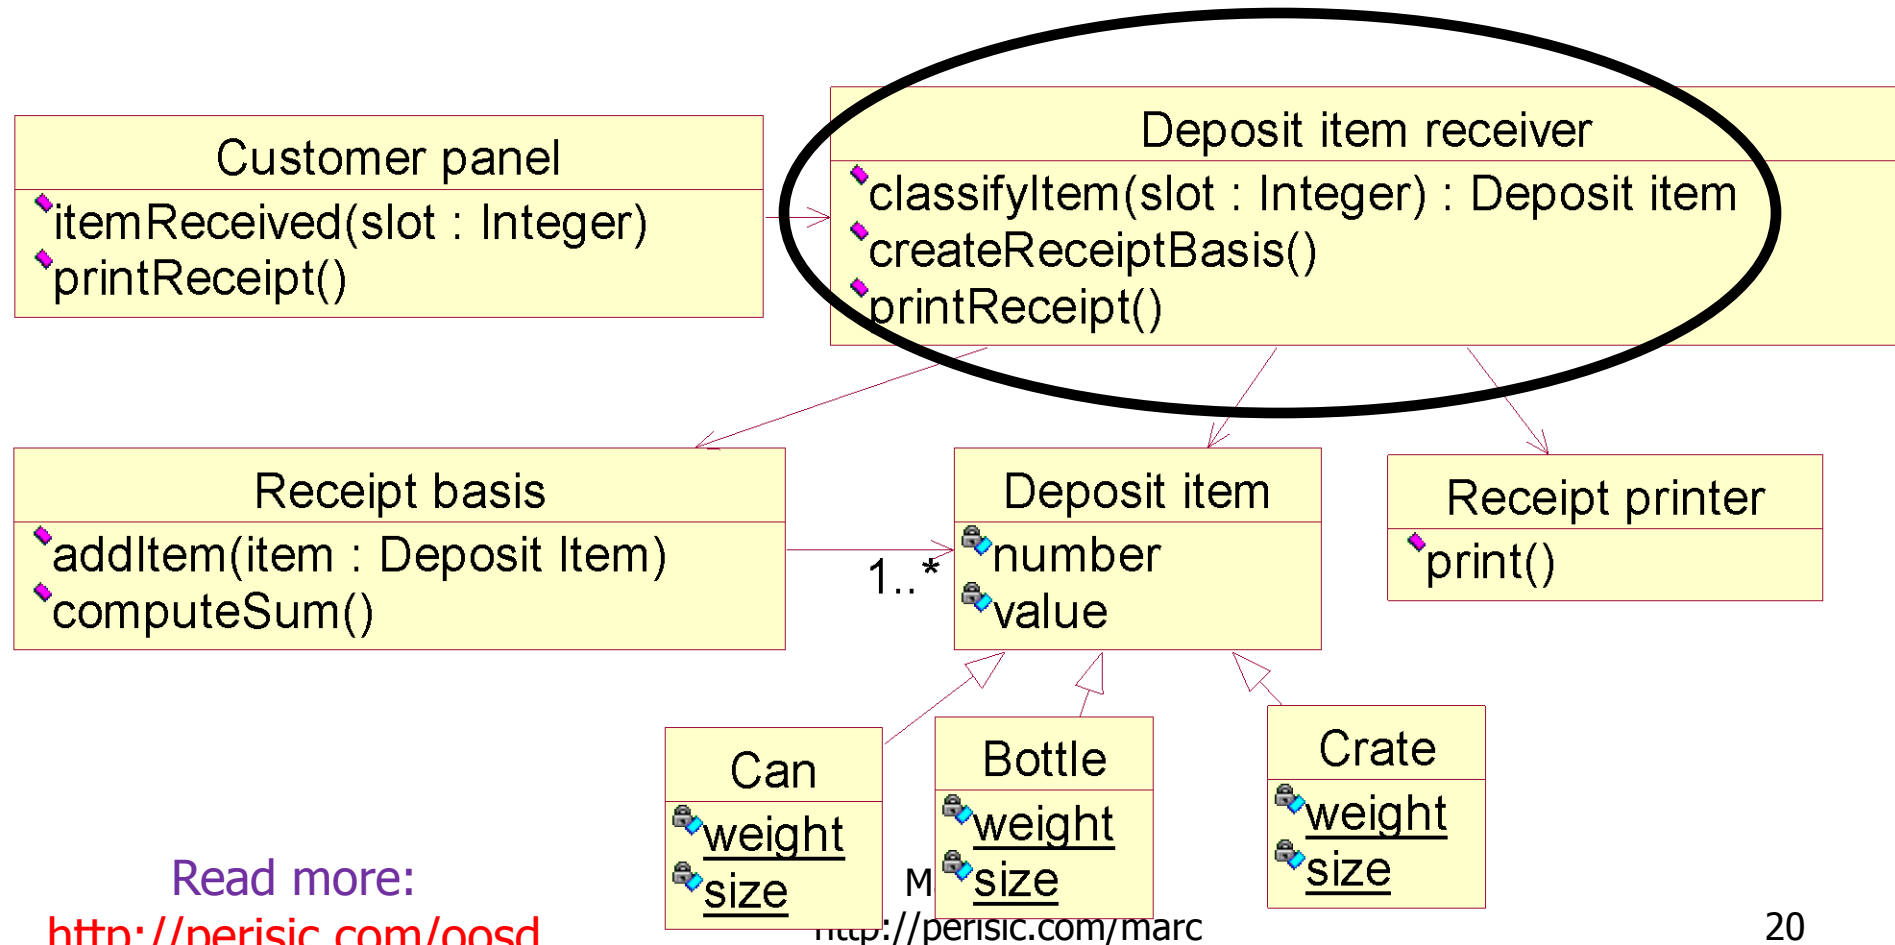 Customer panel
itemReceived(slot : Integer)
printReceipt()
Deposit item receiver
classifyItem(slot : Integer) : Deposit item
createReceiptBasis()
printReceipt()
Receipt basis
addItem(item : Deposit Item)
computeSum()
1..*
Deposit item
number
value
Receipt printer
print()
Can
weight
size
Bottle
weight
size
Crate
weight
size
Read more:
http://perisic.com/oosd
http://perisic.com/marc
20